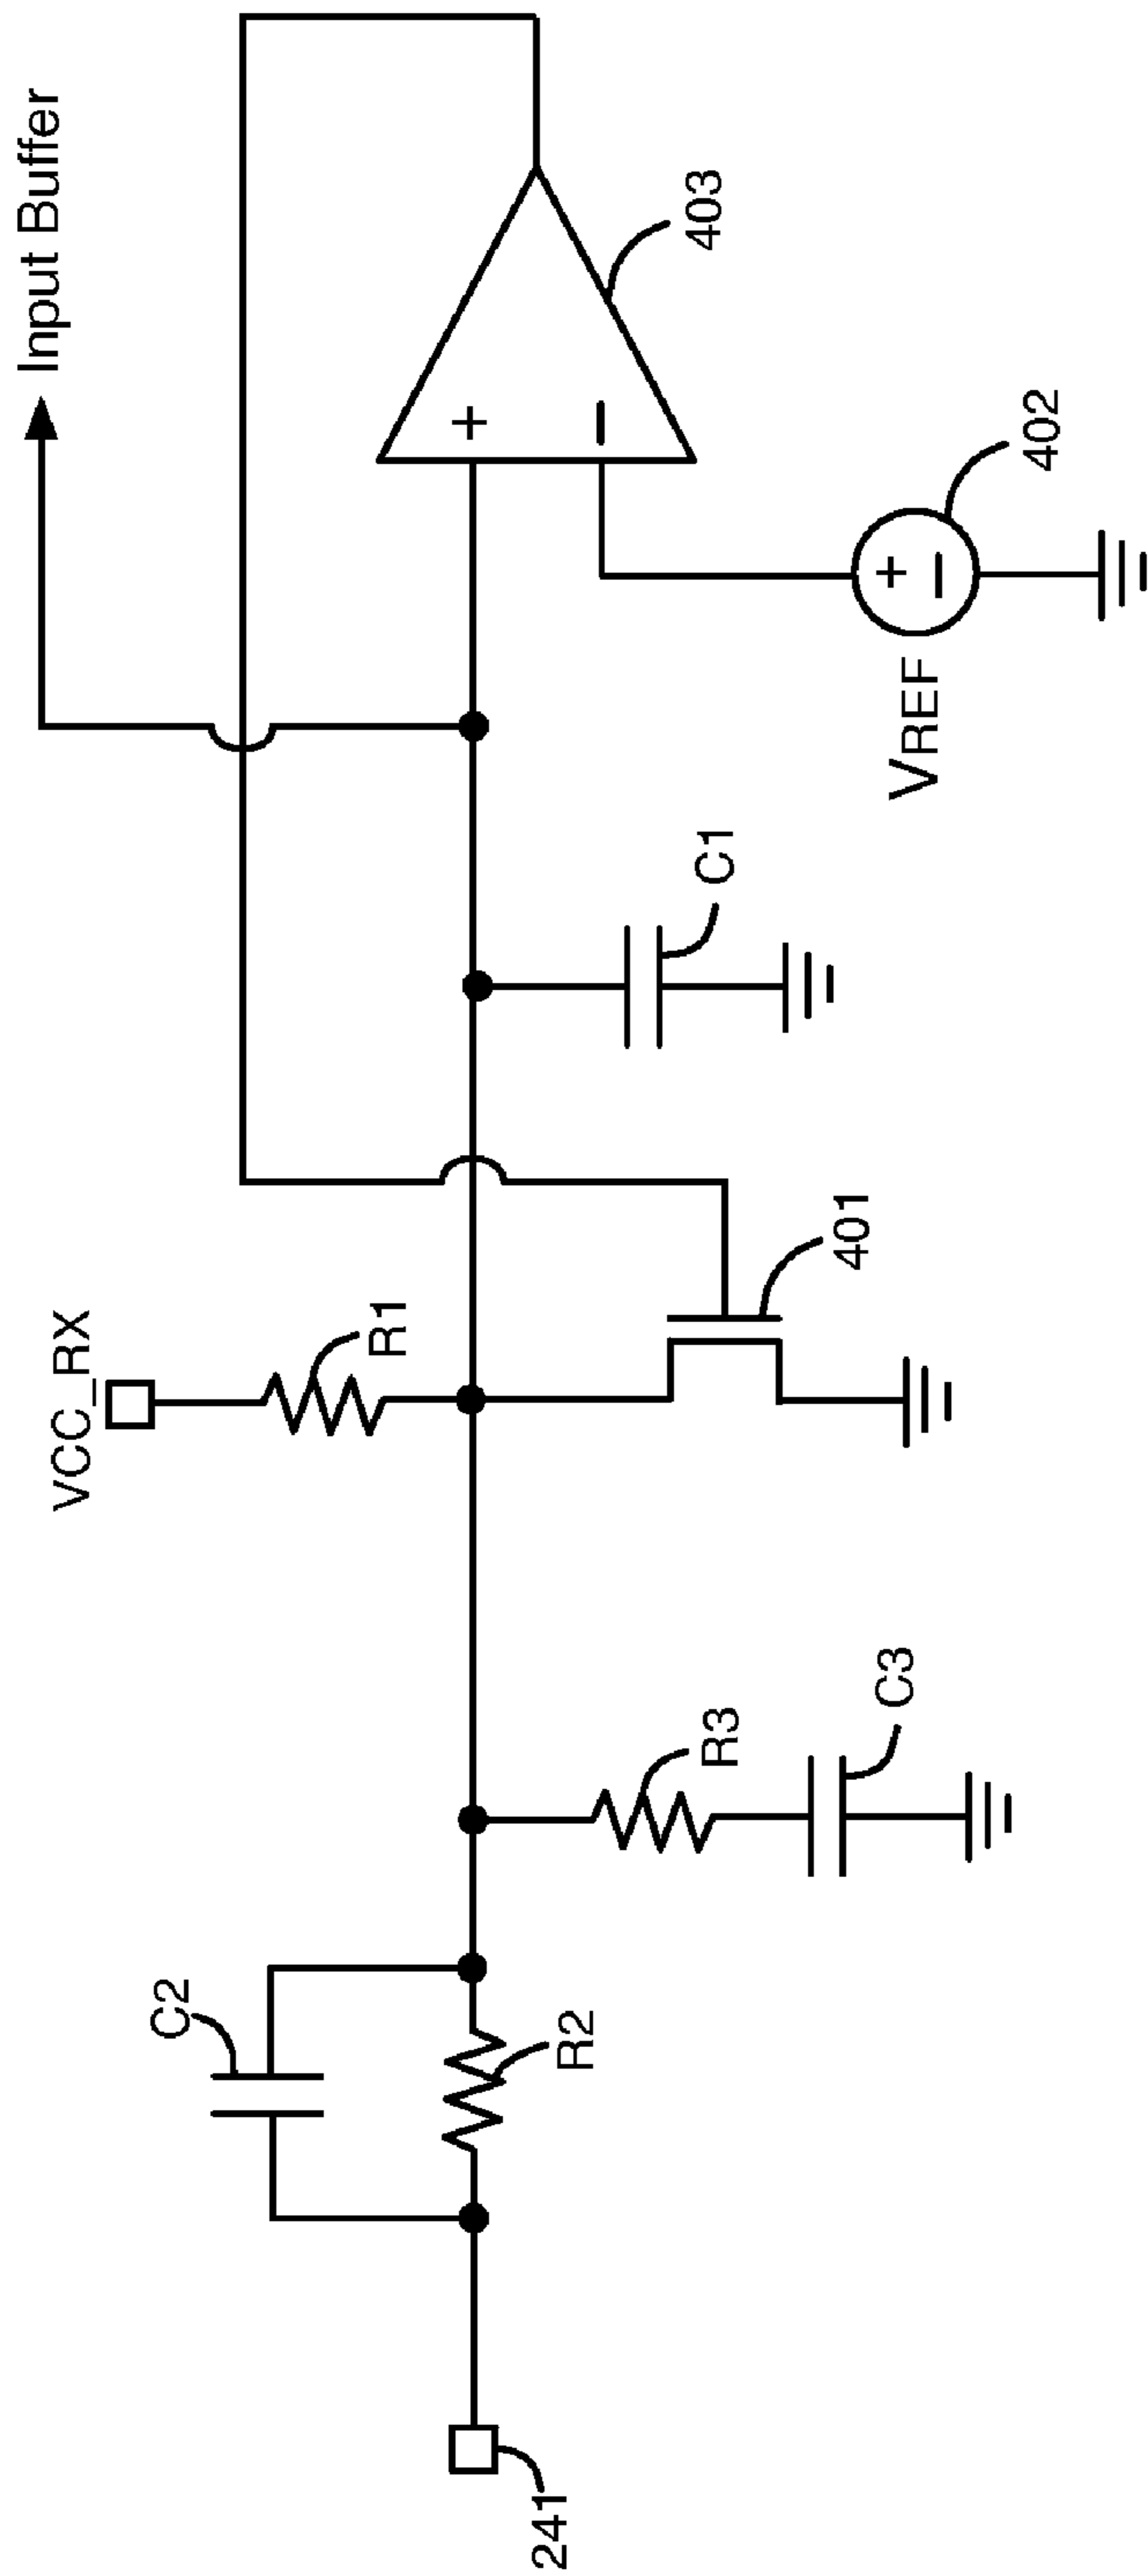 Input Buffer
VCC_RX
C2
R1
403
+
−
R2
R3
C1
241
401
+
−
402
C3
VREF